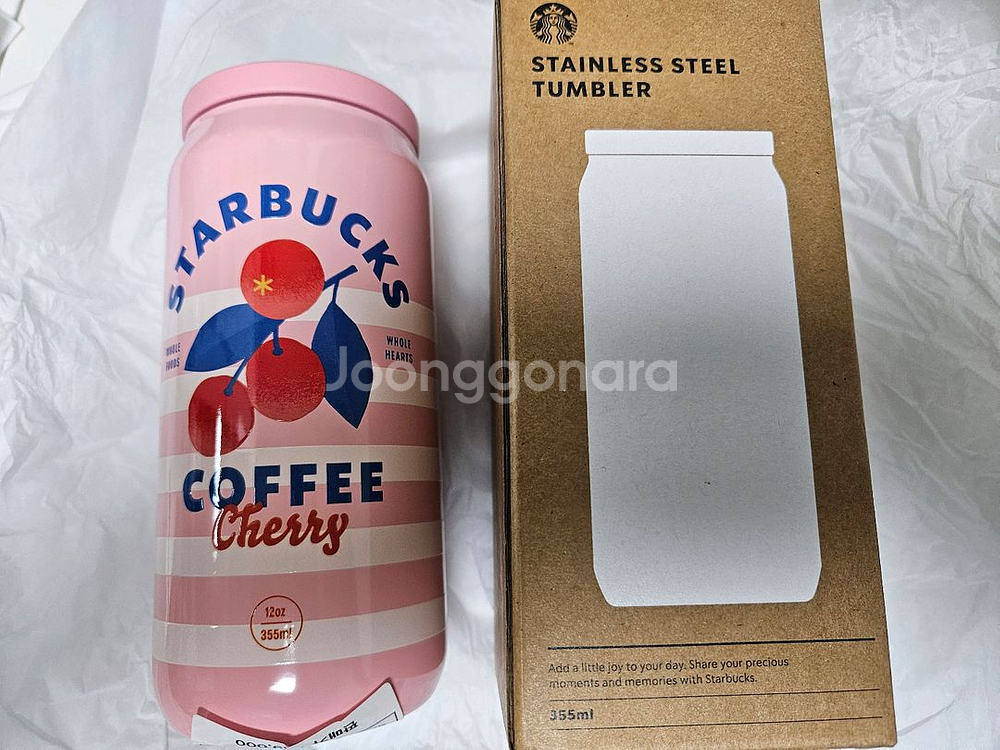 STARBUCKS
WHOLE
FOODS
WHOLE
HEARTS
COFFEE
Cherry
12oz
355ml
STAINLESS STEEL
TUMBLER
Add a little joy to your day. Share your precious
moments and memories with Starbucks.
355ml
Joonggonara